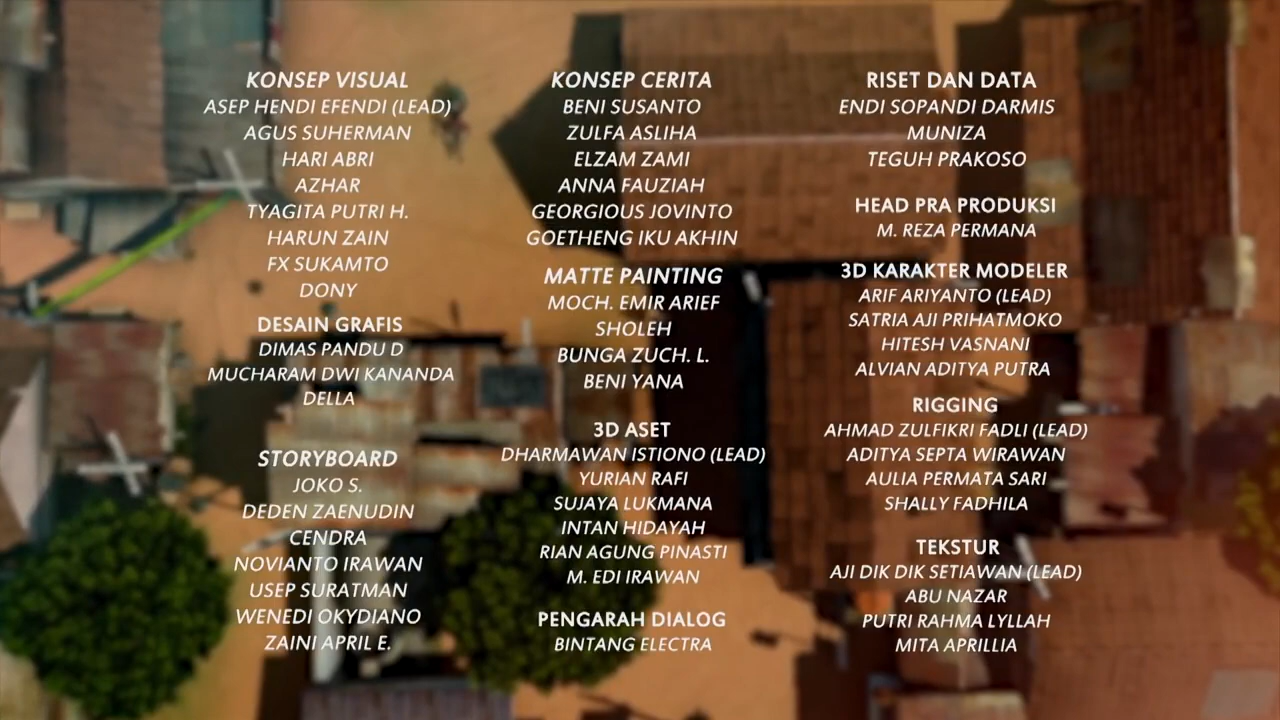 KONSEP VISUAL
ASEP HENDI EFENDI (LEAD)
AGUS SUHERMAN
HARI ABRI
AZHAR
TYAGITA PUTRI H.
HARUN ZAIN
FX SUKAMTO
DONY
DESAIN GRAFIS
DIMAS PANDU D
MUCHARAM DWI KANANDA
DELLA
STORYBOARD
JOKO S.
DEDEN ZAENUDIN
CENDRA
NOVIANTO IRAWAN
USEP SURATMAN
WENEDI OKYDIANO
ZAINI APRIL E.
KONSEP CERITA
BENI SUSANTO
ZULFA ASLIHA
ELZAM ZAMI
ANNA FAUZIAH
GEORGIOUS JOVINTO
GOETHENG IKU AKHIN
MATTE PAINTING
MOCH. EMIR ARIEF
SHOLEH
BUNGA ZUCH. L.
BENI YANA
3D ASET
DHARMAWAN ISTIONO (LEAD)
YURIAN RAFI
SUJAYA LUKMANA
INTAN HIDAYAH
RIAN AGUNG PINASTI
M. EDI IRAWAN
PENGARAH DIALOG
BINTANG ELECTRA
RISET DAN DATA
ENDI SOPANDI DARMIS
MUNIZA
TEGUH PRAKOSO
HEAD PRA PRODUKSI
M. REZA PERMANA
3D KARAKTER MODELER
ARIF ARIYANTO (LEAD)
SATRIA AJI PRIHATMOKO
HITESH VASNANI
ALVIAN ADITYA PUTRA
RIGGING
AHMAD ZULFIKRI FADLI (LEAD)
ADITYA SEPTA WIRAWAN
AULIA PERMATA SARI
SHALLY FADHILA
TEKSTUR
AJI DIK DIK SETIAWAN (LEAD)
ABU NAZAR
PUTRI RAHMA LYLLAH
MITA APRILLIA